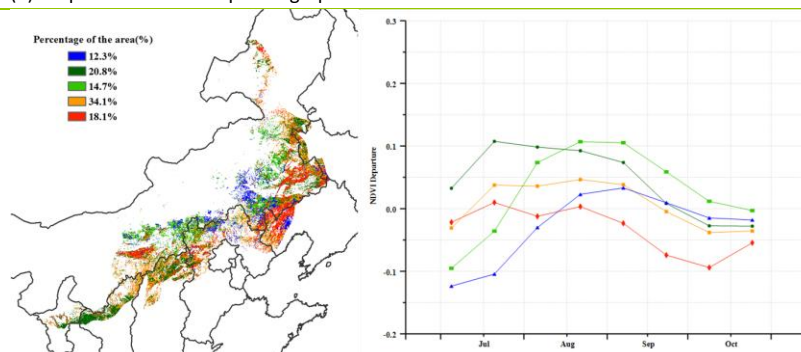 Percentage of the area(%)
12.3%
20.8%
14.7%
34.1%
18.1%
0.3
0.2
0.1
0.0
-0.1
-0.2
NDVI Departure
Jul
Aug
Sep
Oct